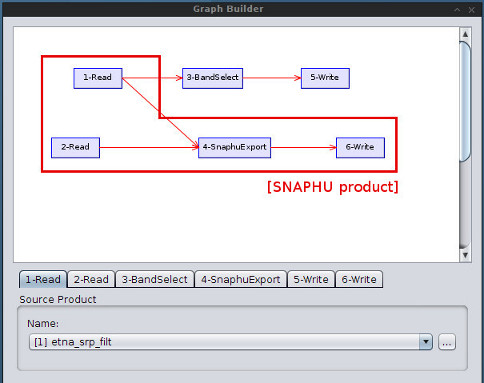 Graph Builder
1-Read
3-BandSelect
5-Write
2-Read
4-SnaphuExport
6-Write
[SNAPHU product]
1-Read 2-Read 3-BandSelect 4-SnaphuExport 5-Write 6-Write
Source Product
Name:
[1] etna_srp_filt
...